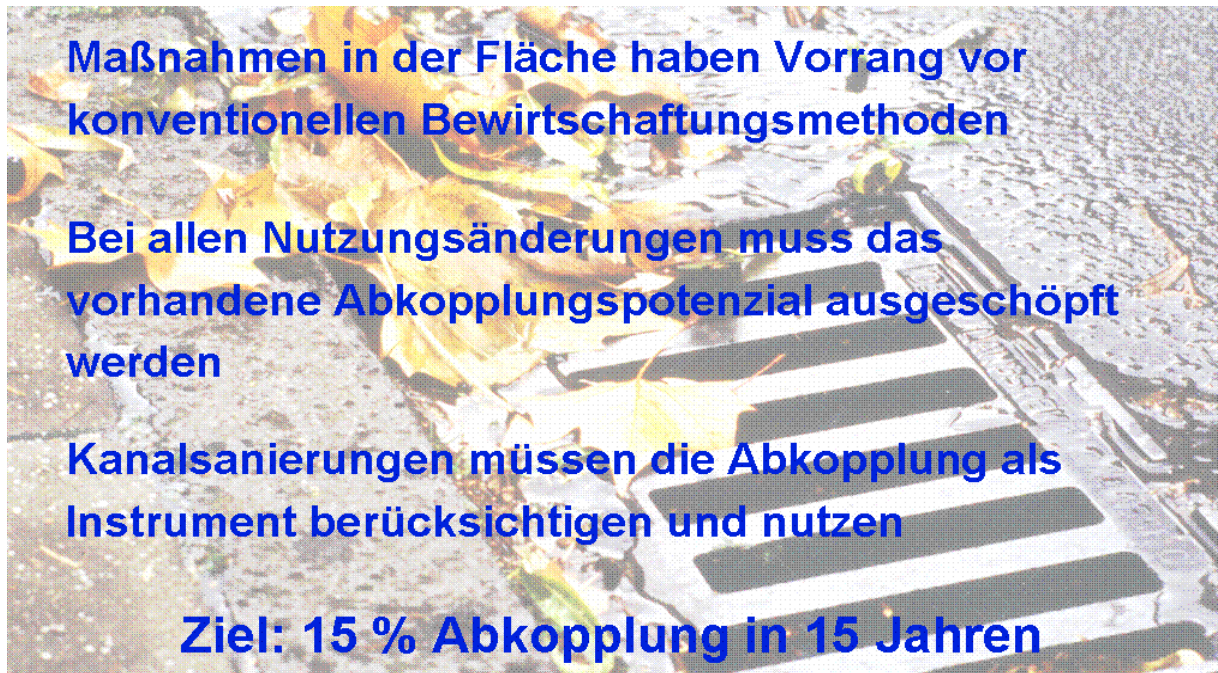 Maßnahmen in der Fläche haben Vorrang vor
konventionellen Bewirtschaftungsmethoden
Bei allen Nutzungsänderungen muss das
vorhandene Abkopplungspotenzial ausgeschöpft
werden
Kanalsanierungen müssen die Abkopplung als
Instrument berücksichtigen und nutzen
Ziel: 15 % Abkopplung in 15 Jahren